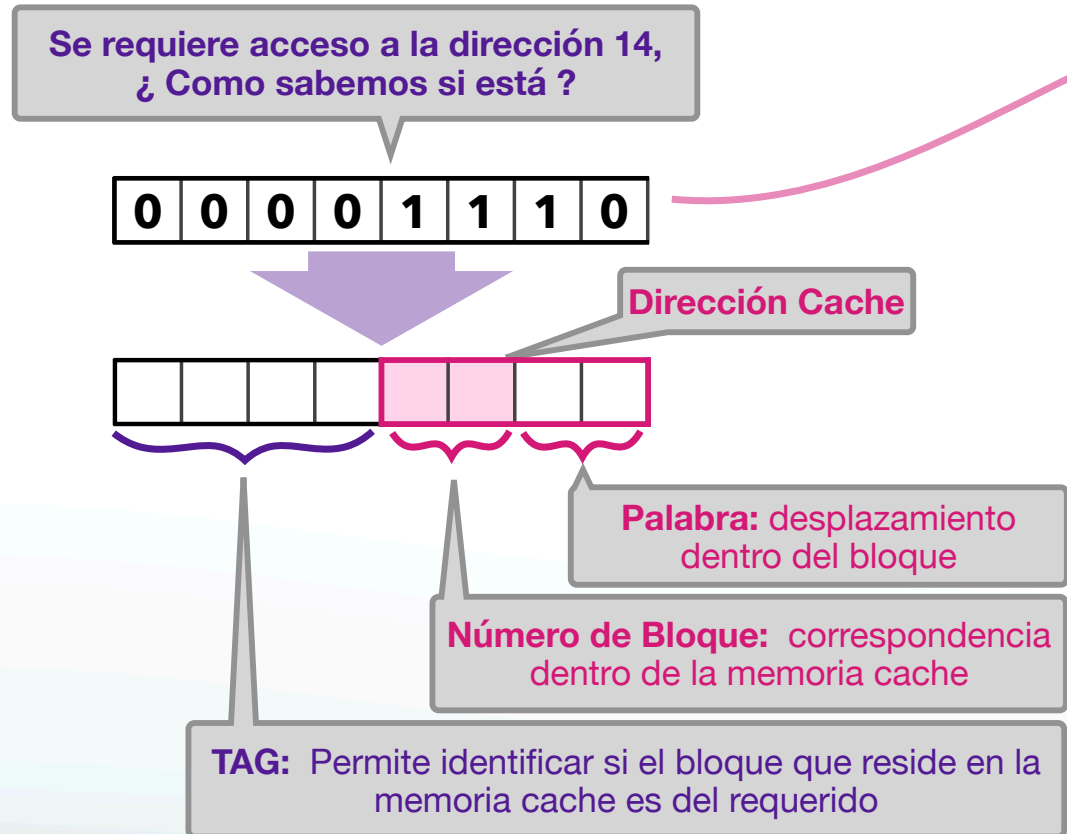 Se requiere acceso a la dirección 14,
¿ Como sabemos si está ?
0 0 0 0 1 1 1 0
Dirección Cache
Palabra: desplazamiento
dentro del bloque
Número de Bloque: correspondencia
dentro de la memoria cache
TAG: Permite identificar si el bloque que reside en la
memoria cache es del requerido